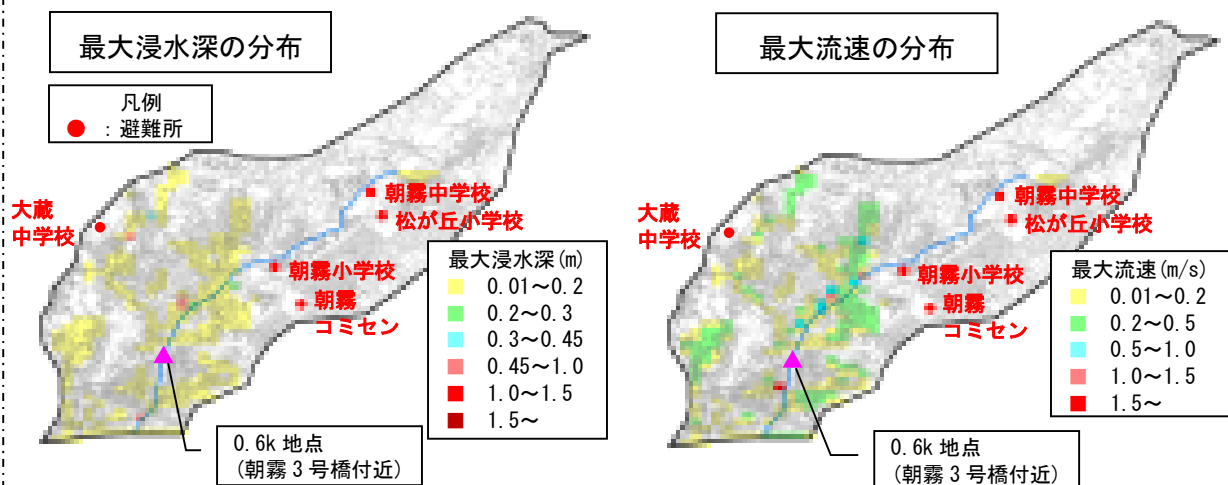 最大浸水深の分布
凡例
：避難所
大蔵
中学校
朝霧中学校
松が丘小学校
朝霧小学校
朝霧
コミセン
最大浸水深(m)
0.01～0.2
0.2～0.3
0.3～0.45
0.45～1.0
1.0～1.5
1.5～
0.6k 地点
(朝霧 3 号橋付近)
最大流速の分布
大蔵
中学校
朝霧中学校
松が丘小学校
朝霧小学校
朝霧
コミセン
最大流速(m/s)
0.01～0.2
0.2～0.5
0.5～1.0
1.0～1.5
1.5～
0.6k 地点
(朝霧 3 号橋付近)